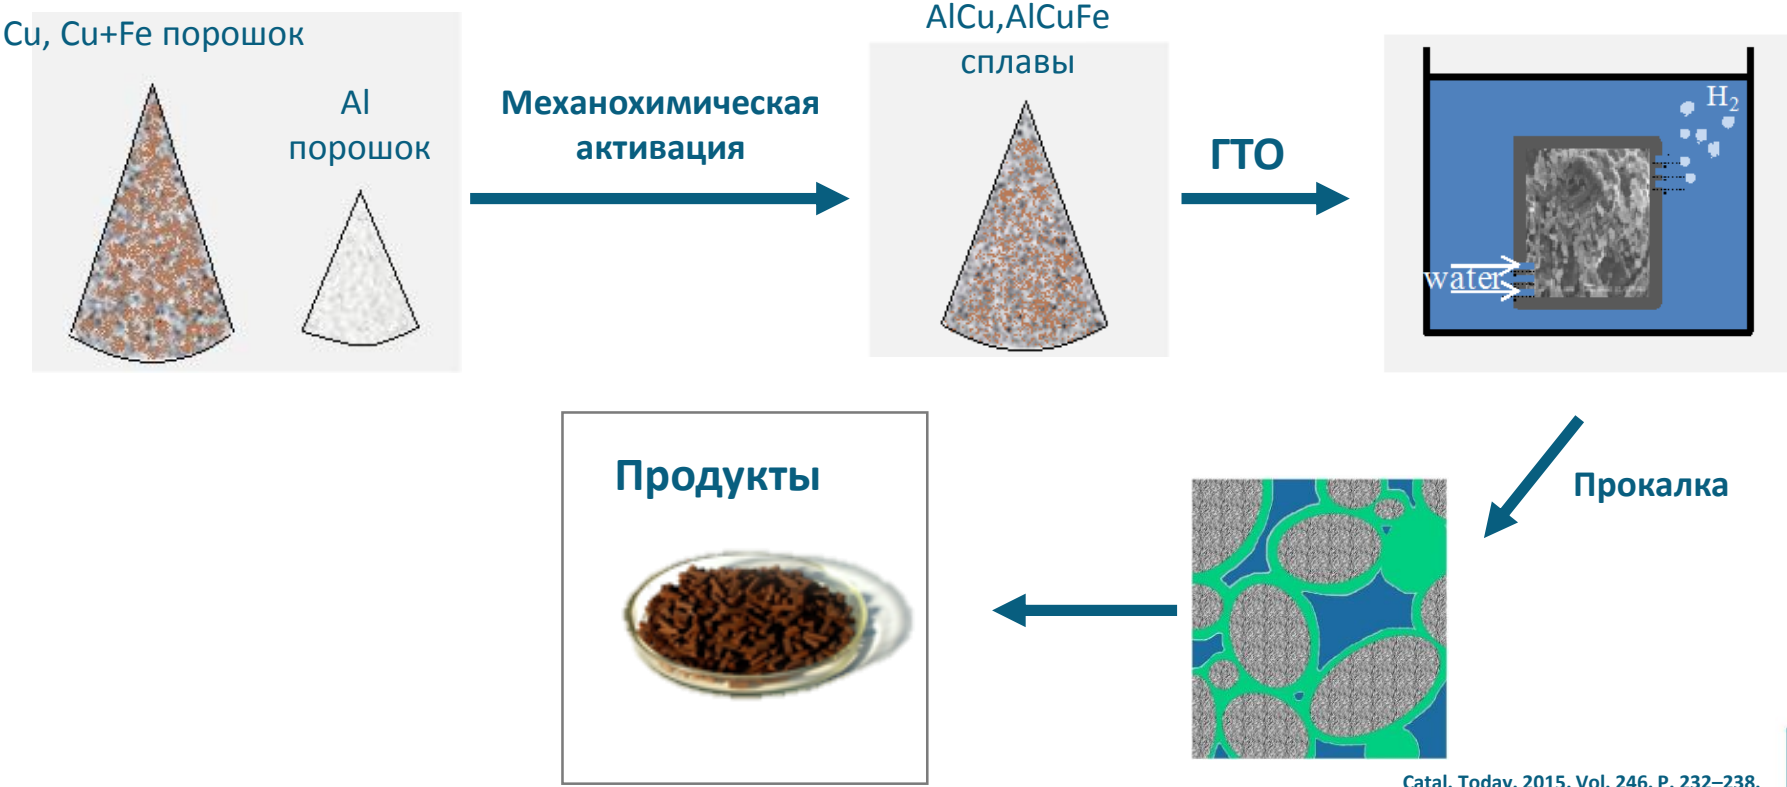 Cu, Cu+Fe порошок
Al
порошок
Механохимическая
активация
AlCu,AlCuFe
сплавы
ГТО
H₂
water
Прокалка
Продукты
Catal. Today. 2015. Vol. 246. P. 232–238.